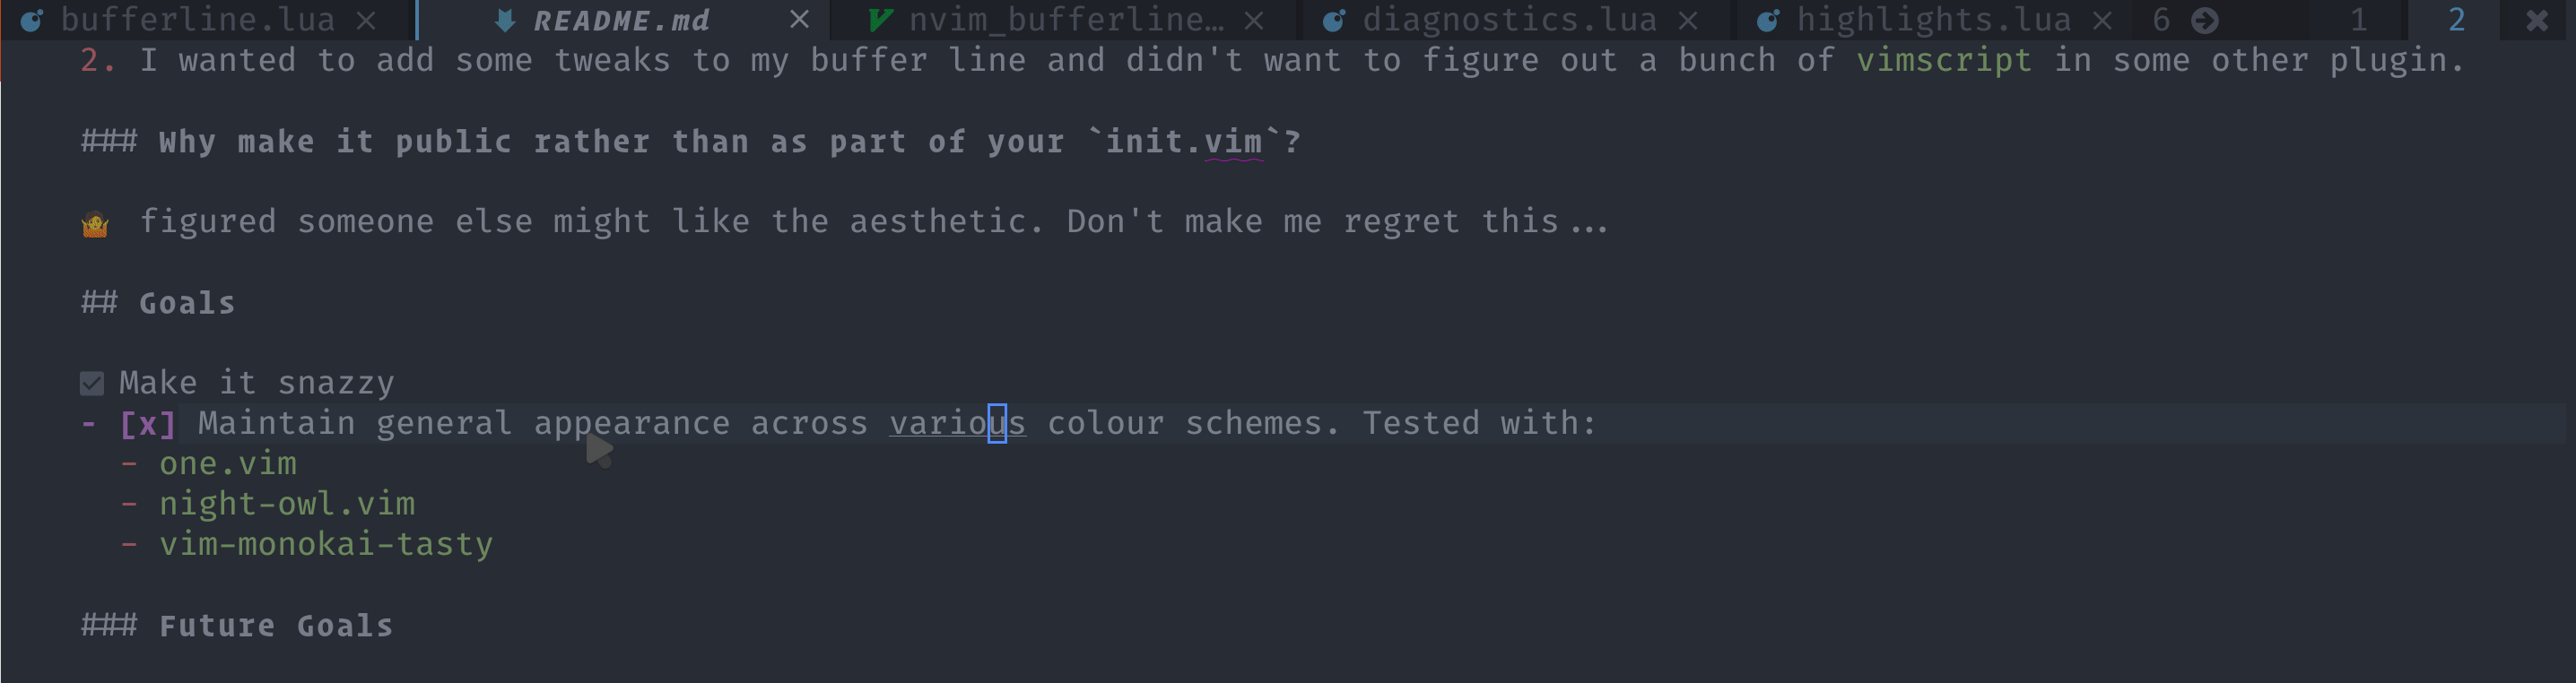 bufferline.lua × README.md × nvim_bufferline… × diagnostics.lua × highlights.lua × 6 1 2 ×
2. I wanted to add some tweaks to my buffer line and didn't want to figure out a bunch of vimscript in some other plugin.
### Why make it public rather than as part of your `init.vim`?
🤷 figured someone else might like the aesthetic. Don't make me regret this...
## Goals
Make it snazzy
- [x] Maintain general appearance across various colour schemes. Tested with:
- one.vim
- night-owl.vim
- vim-monokai-tasty
### Future Goals